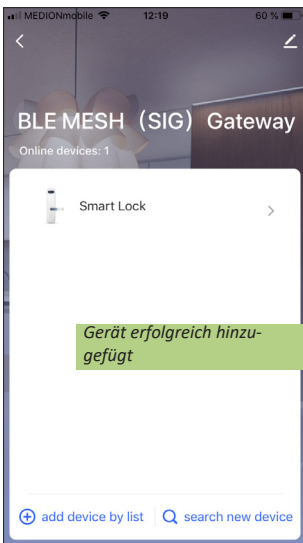 MEDIONmobile 12:19 60 %
BLE MESH（SIG）Gateway
Online devices: 1
Smart Lock
Gerät erfolgreich hinzu-
gefügt
add device by list search new device